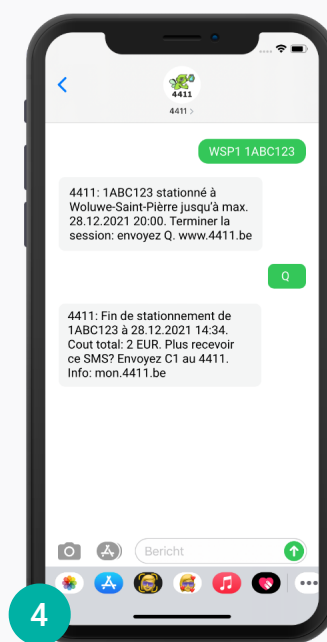 4411
4411 >
WSP1 1ABC123
4411: 1ABC123 stationné à
Woluwe-Saint-Pièrre jusqu'à max.
28.12.2021 20:00. Terminer la
session: envoyez Q. www.4411.be
Q
4411: Fin de stationnement de
1ABC123 à 28.12.2021 14:34.
Cout total: 2 EUR. Plus recevoir
ce SMS? Envoyez C1 au 4411.
Info: mon.4411.be
Bericht
4